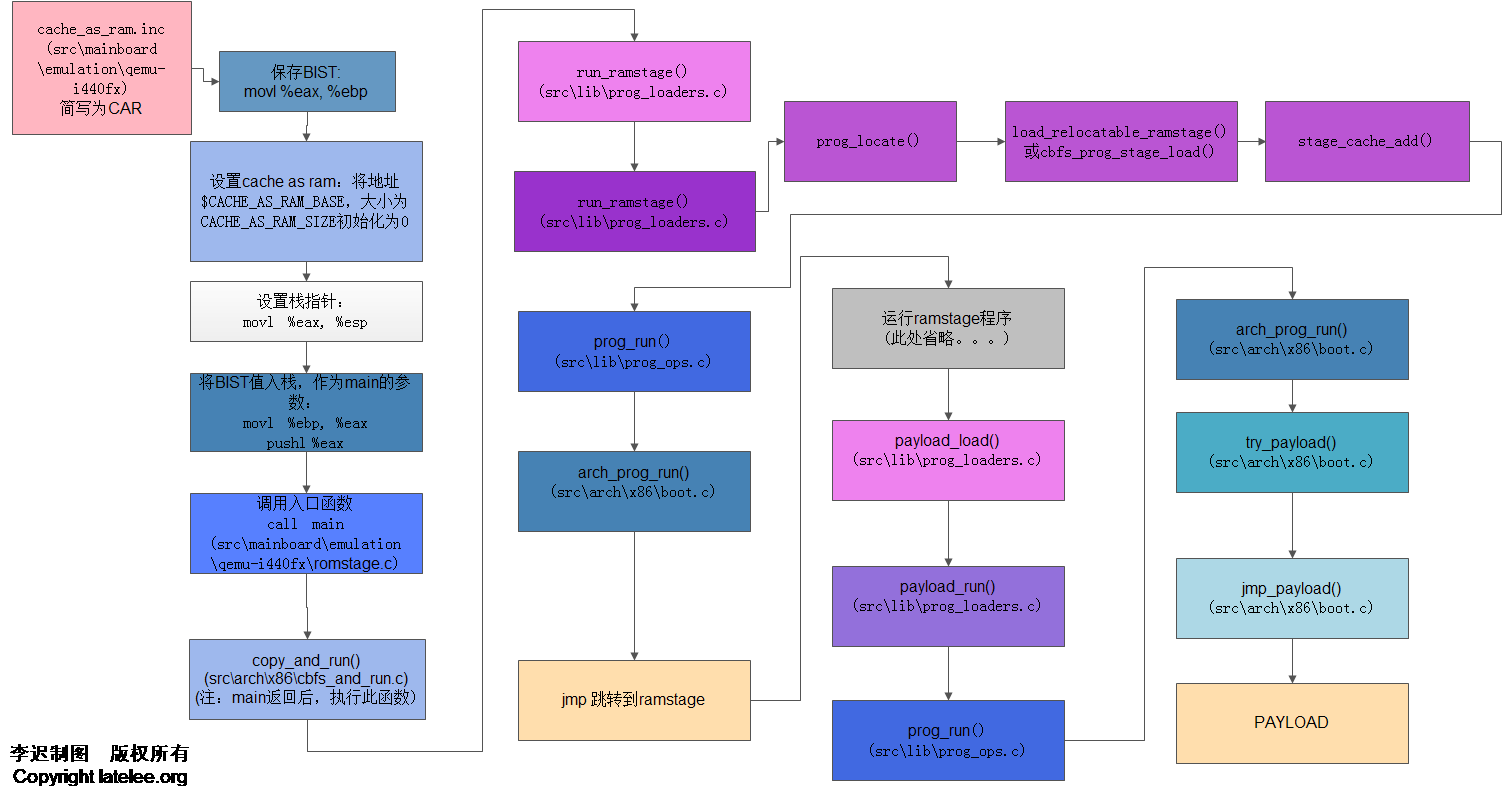 cache_as_ram.inc
(src\mainboard
\emulation\qemu-
i440fx)
简写为CAR
保存BIST:
movl %eax, %ebp
设置cache as ram：将地址
$CACHE_AS_RAM_BASE，大小为
CACHE_AS_RAM_SIZE初始化为0
设置栈指针：
movl %eax, %esp
将BIST值入栈，作为main的参
数：
movl %ebp, %eax
pushl %eax
调用入口函数
call main
(src\mainboard\emulation
\qemu-i440fx\romstage.c)
copy_and_run()
(src\arch\x86\cbfs_and_run.c)
(注：main返回后，执行此函数）
run_ramstage()
(src\lib\prog_loaders.c)
run_ramstage()
(src\lib\prog_loaders.c)
prog_locate()
load_relocatable_ramstage()
或cbfs_prog_stage_load()
stage_cache_add()
prog_run()
(src\lib\prog_ops.c)
arch_prog_run()
(src\arch\x86\boot.c)
jmp 跳转到ramstage
运行ramstage程序
(此处省略。。。)
payload_load()
(src\lib\prog_loaders.c)
payload_run()
(src\lib\prog_loaders.c)
prog_run()
(src\lib\prog_ops.c)
arch_prog_run()
(src\arch\x86\boot.c)
try_payload()
(src\arch\x86\boot.c)
jmp_payload()
(src\arch\x86\boot.c)
PAYLOAD
李迟制图 版权所有
Copyright latelee.org